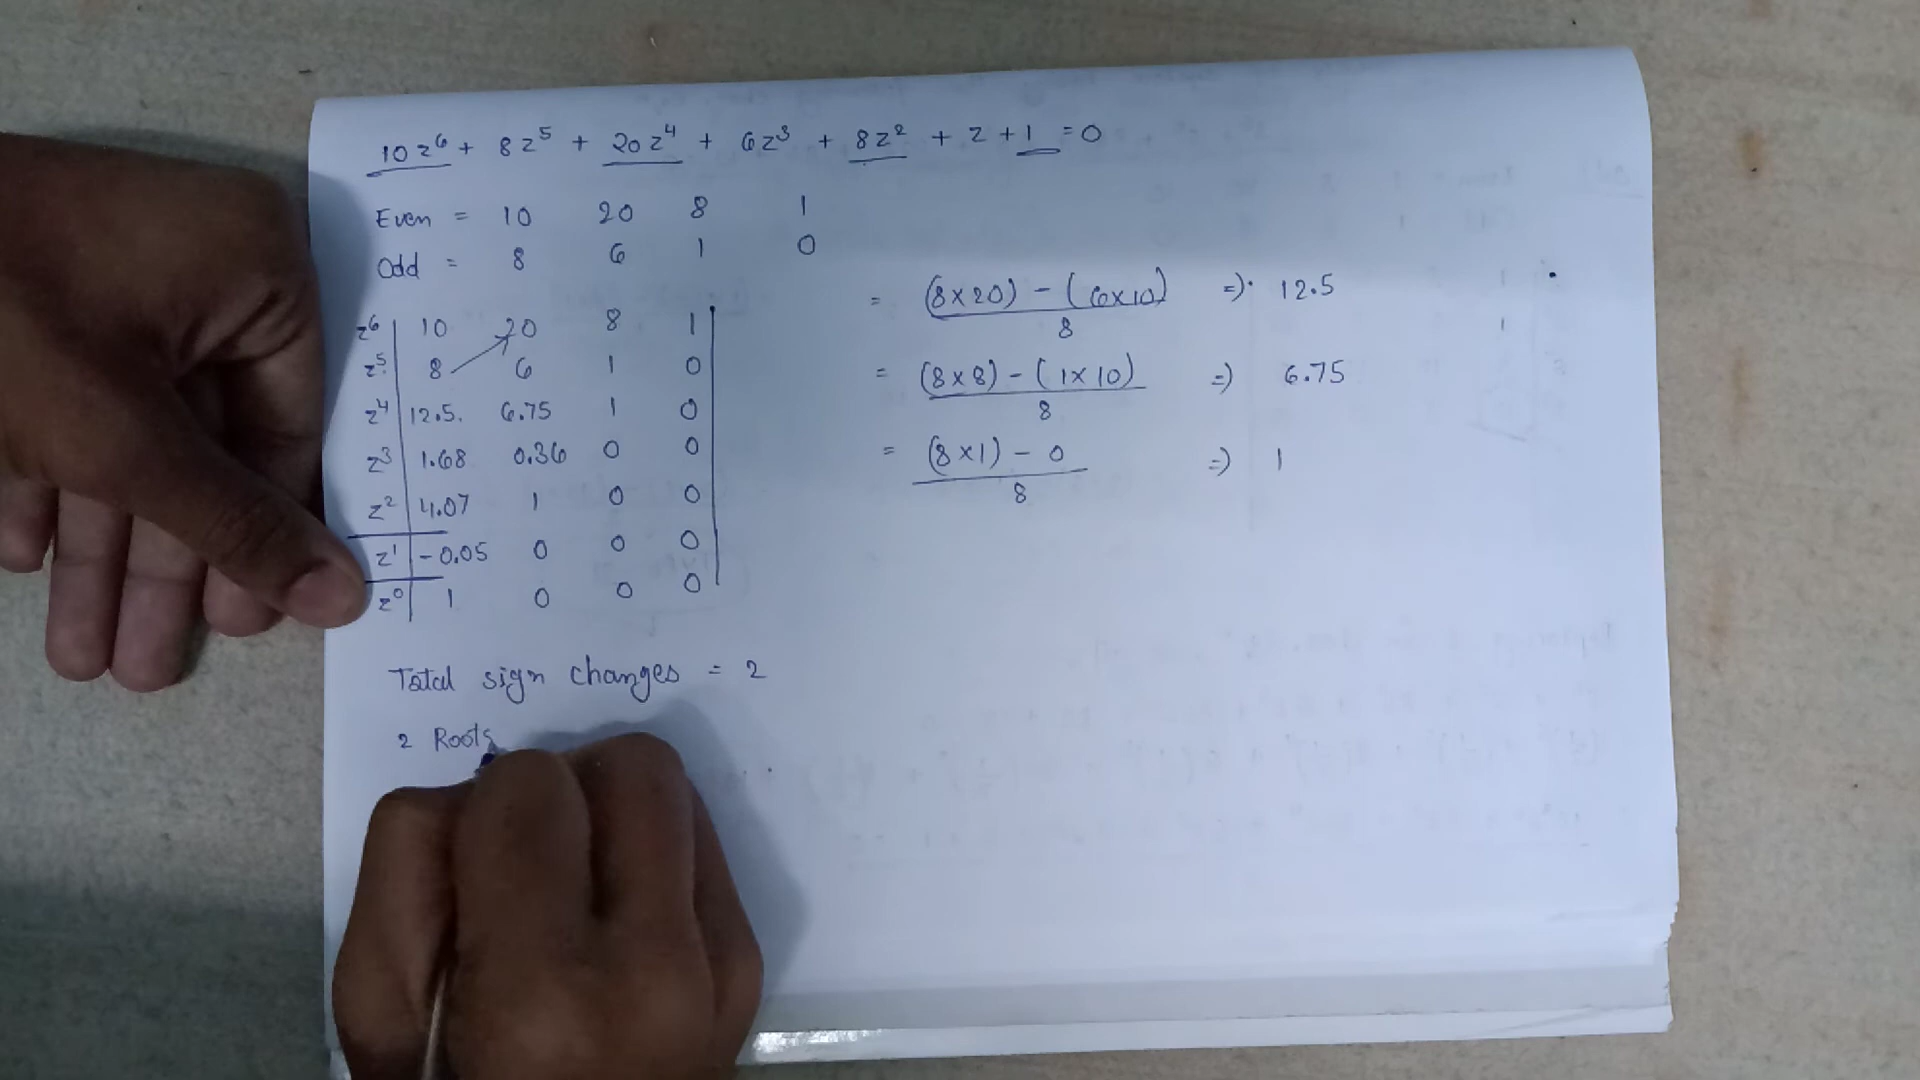 10z⁶ + 8z⁵ + 20z⁴ + 6z³ + 8z² + z + 1 = 0
Even = 10 20 8 1
Odd = 8 6 1 0
z⁶ 10 20 8 1
z⁵ 8 6 1 0
z⁴ 12.5. 6.75 1 0
z³ 1.68 0.36 0 0
z² 4.07 1 0 0
z¹ -0.05 0 0 0
z⁰ 1 0 0 0
= (8×20) - (6×10) / 8 => 12.5
= (8×8) - (1×10) / 8 => 6.75
= (8×1) - 0 / 8 => 1
Total sign changes = 2
2 Roots